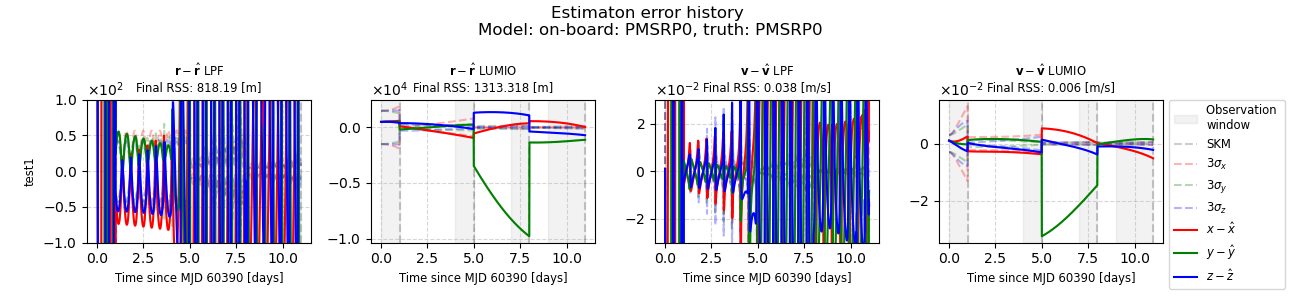 Estimaton error history
Model: on-board: PMSRP0, truth: PMSRP0
r − r̂ LPF
×10² Final RSS: 818.19 [m]
1.0
0.5
0.0
−0.5
−1.0
test1
0.0 2.5 5.0 7.5 10.0
Time since MJD 60390 [days]
r − r̂ LUMIO
×10⁴ Final RSS: 1313.318 [m]
0.0
−0.5
−1.0
0.0 2.5 5.0 7.5 10.0
Time since MJD 60390 [days]
v − v̂ LPF
×10⁻² Final RSS: 0.038 [m/s]
2
0
−2
0.0 2.5 5.0 7.5 10.0
Time since MJD 60390 [days]
v − v̂ LUMIO
×10⁻² Final RSS: 0.006 [m/s]
0
−2
0.0 2.5 5.0 7.5 10.0
Time since MJD 60390 [days]
Observation
window
SKM
3σx
3σy
3σz
x − x̂
y − ŷ
z − ẑ